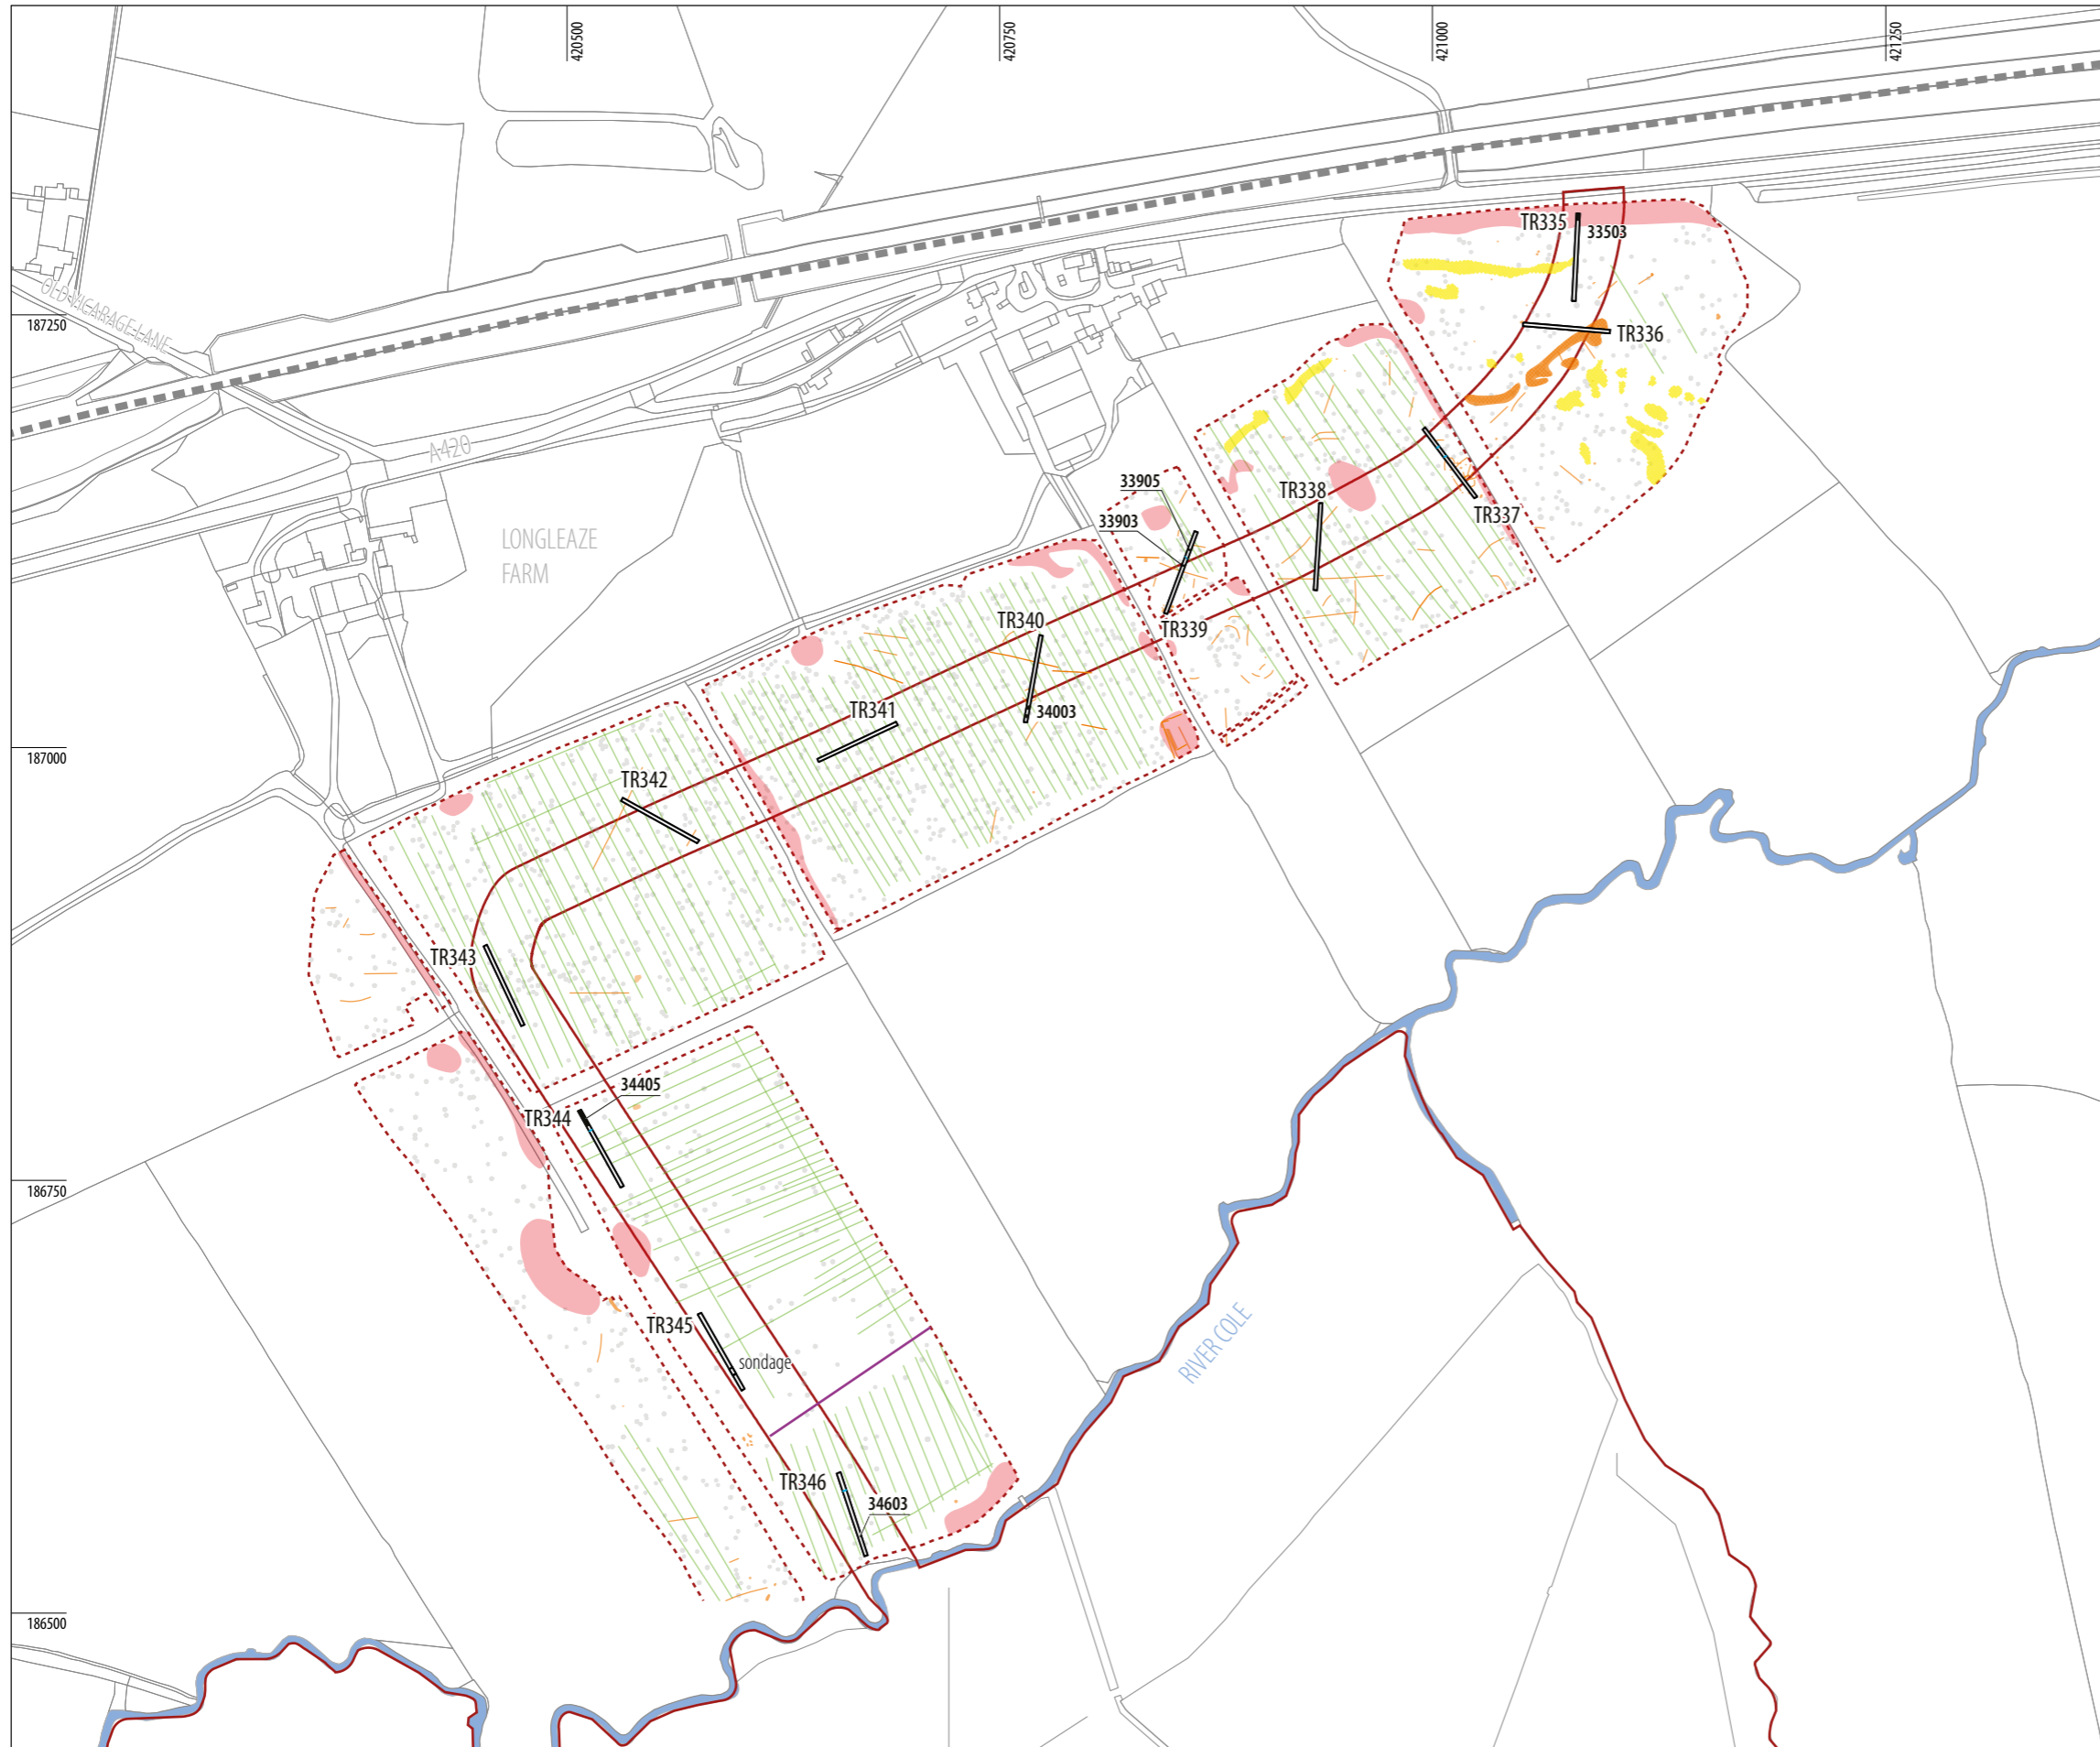 420500
420750
421000
421250
TR335
33503
OLD VICARAGE LANE
187250
TR336
A420
33905
TR338
33903
TR337
LONGLEAZE
FARM
TR340
TR339
TR341
34003
187000
TR342
TR343
34405
TR344
186750
TR345
sondage
RIVER COLE
TR346
34603
186500